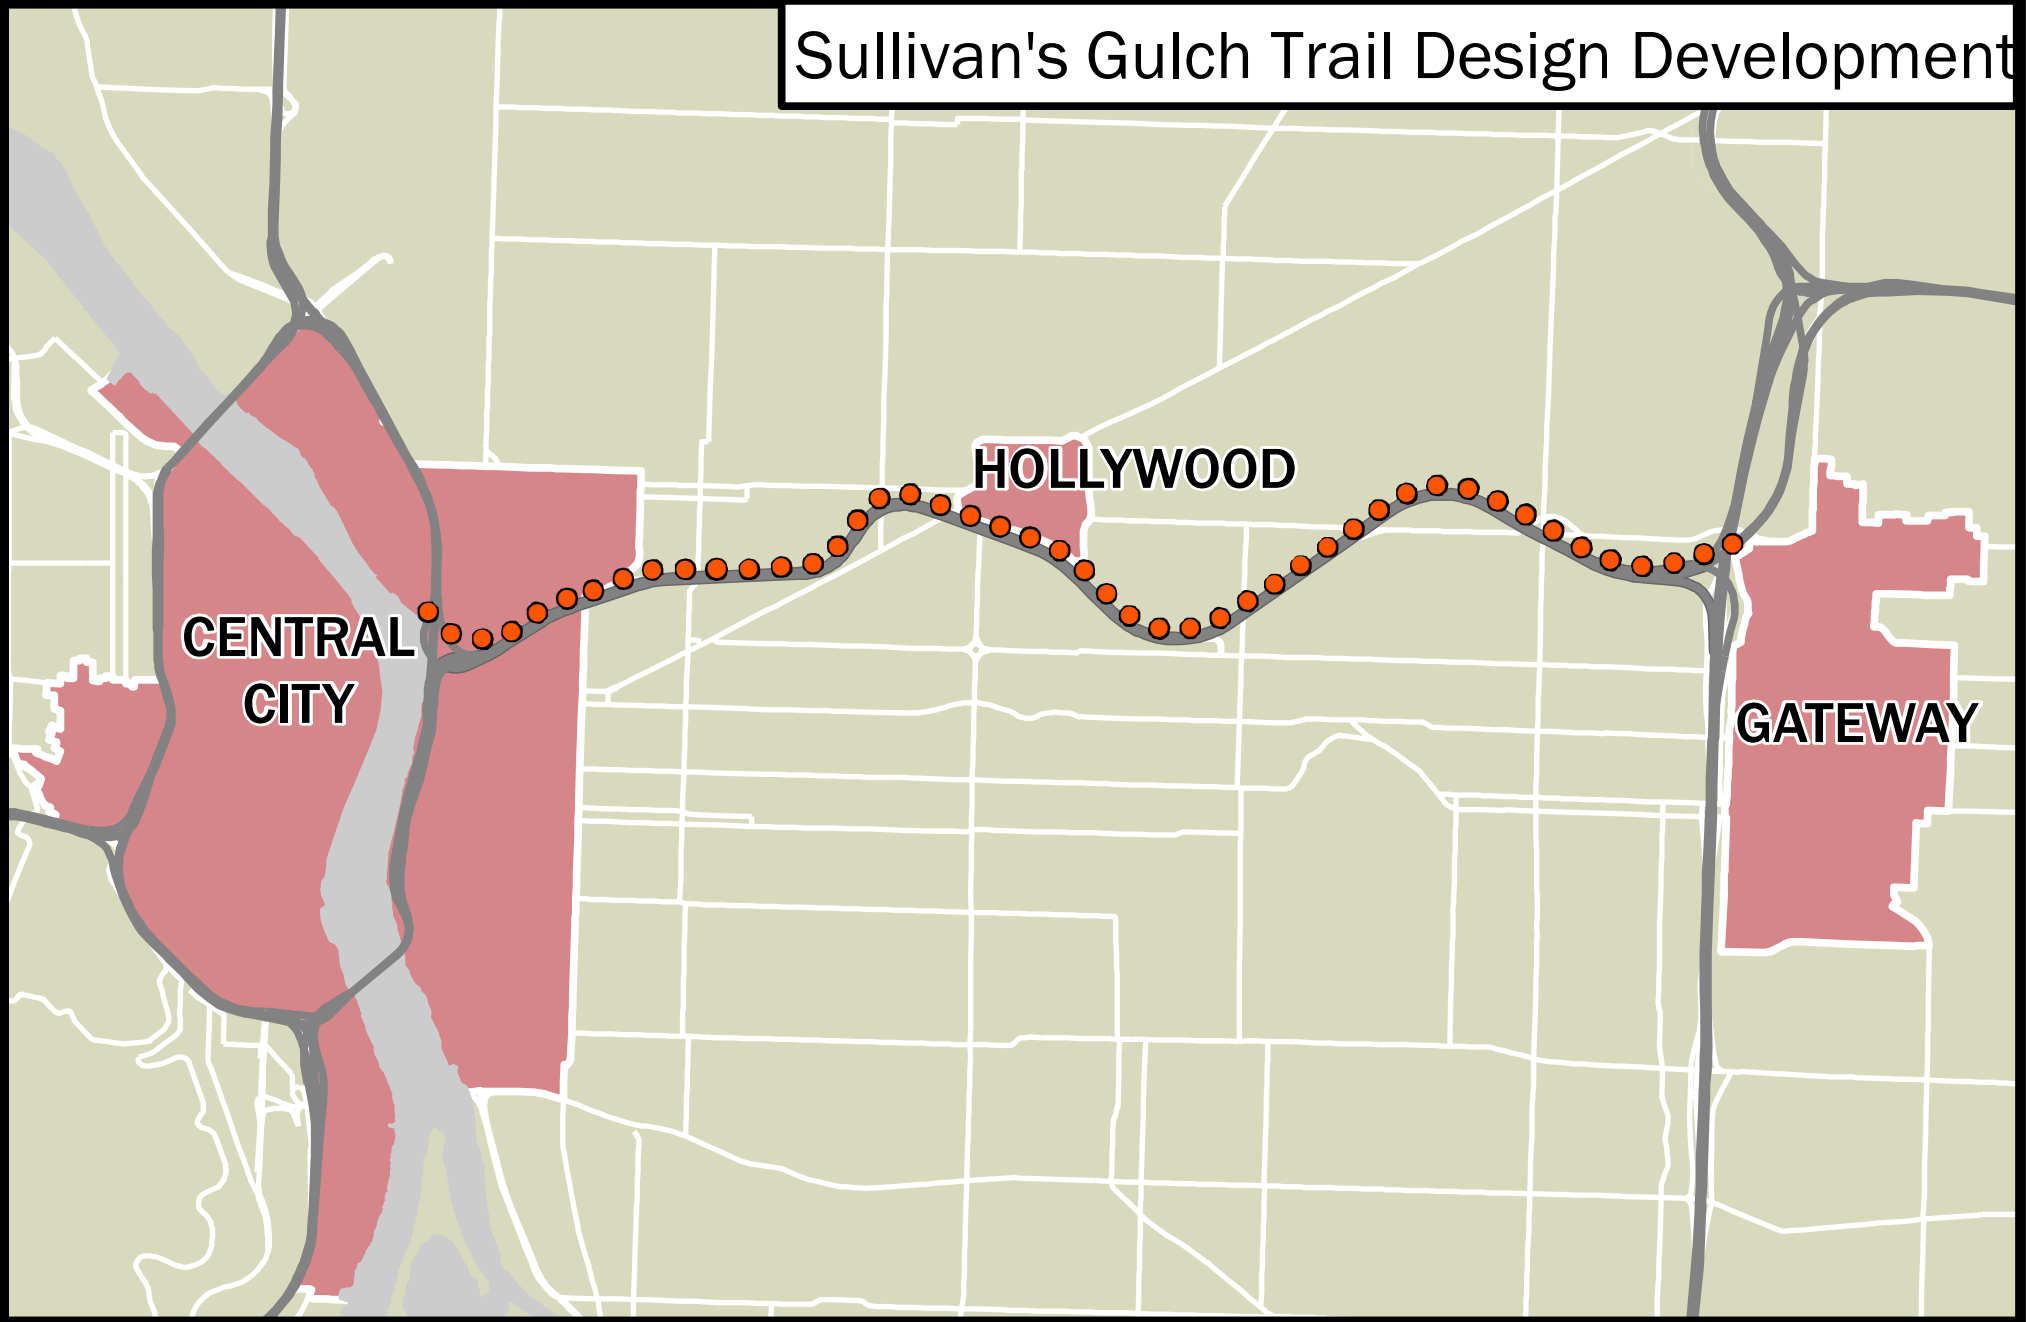 Sullivan's Gulch Trail Design Development
HOLLYWOOD
CENTRAL
CITY
GATEWAY